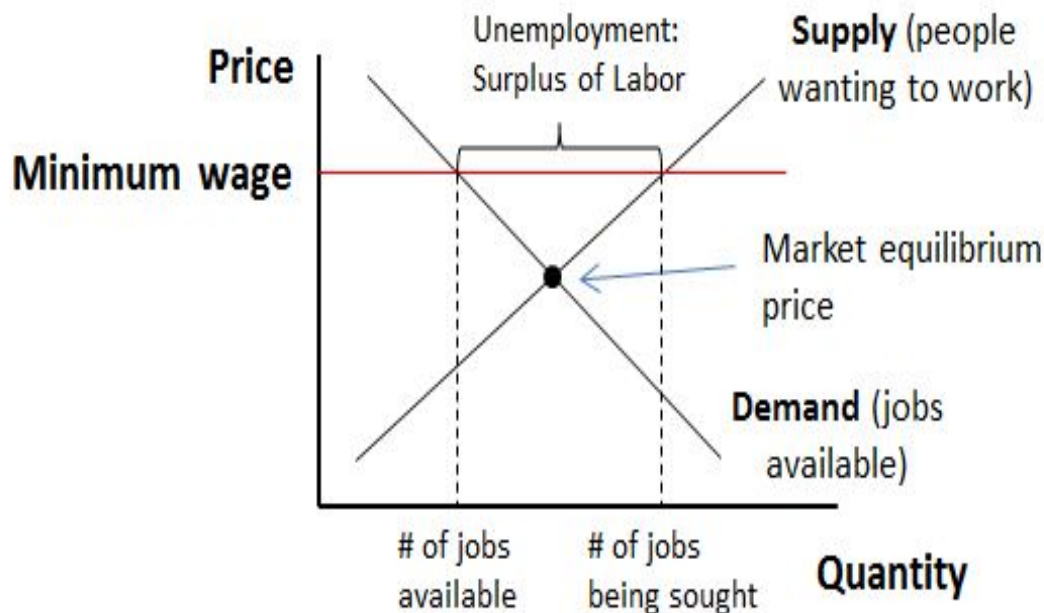 Unemployment:
Surplus of Labor
Supply (people
wanting to work)
Price
Minimum wage
Market equilibrium
price
Demand (jobs
available)
# of jobs
available
# of jobs
being sought
Quantity